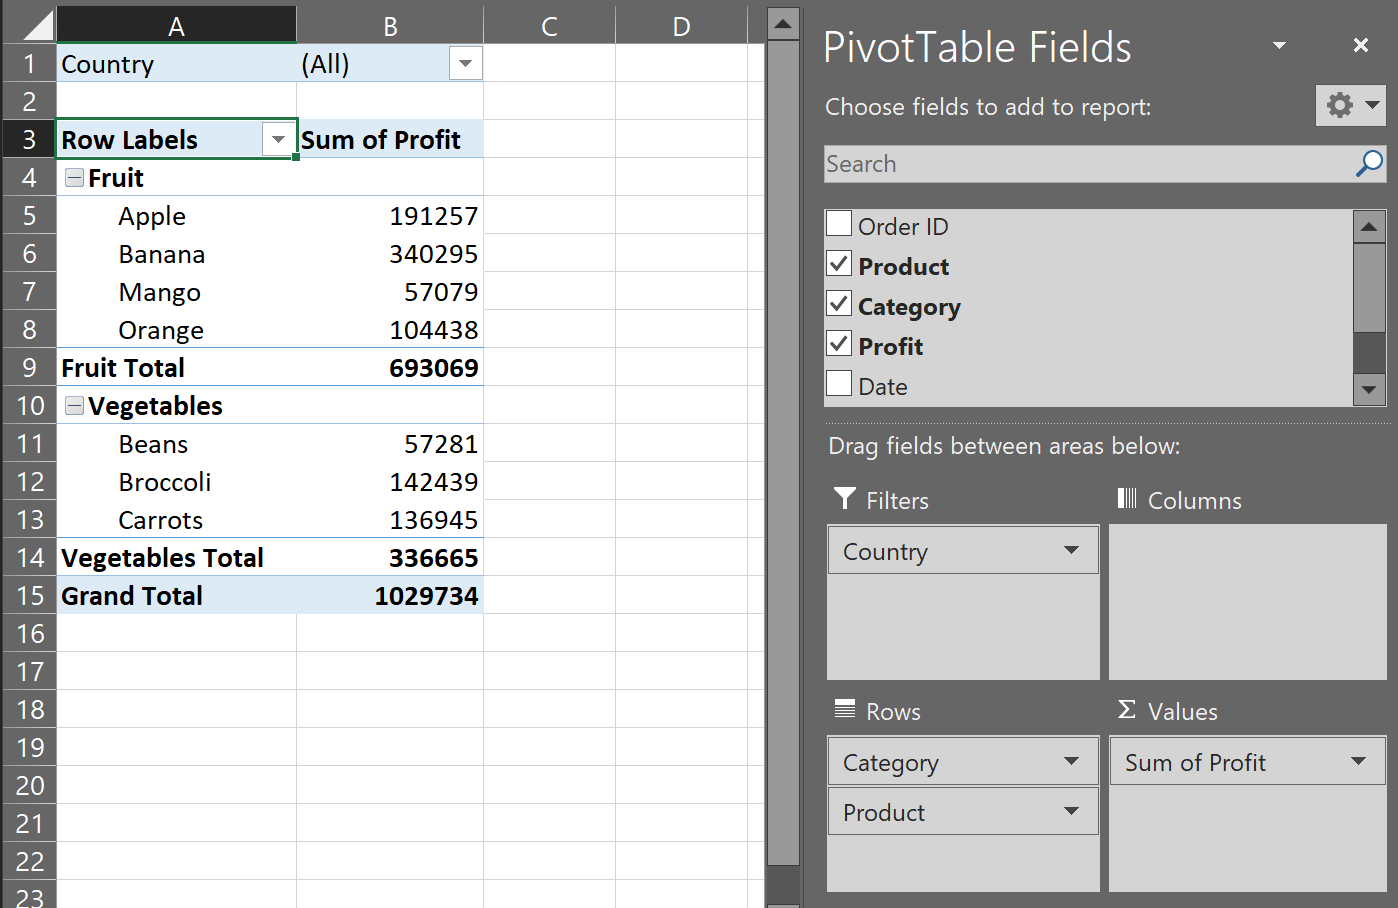 A B C D
1 Country (All)
2
3 Row Labels Sum of Profit
4 Fruit
5 Apple 191257
6 Banana 340295
7 Mango 57079
8 Orange 104438
9 Fruit Total 693069
10 Vegetables
11 Beans 57281
12 Broccoli 142439
13 Carrots 136945
14 Vegetables Total 336665
15 Grand Total 1029734
16
17
18
19
20
21
22
23
PivotTable Fields
Choose fields to add to report:
Search
Order ID
Product
Category
Profit
Date
Drag fields between areas below:
Filters
Country
Columns
Rows
Category
Product
Σ Values
Sum of Profit